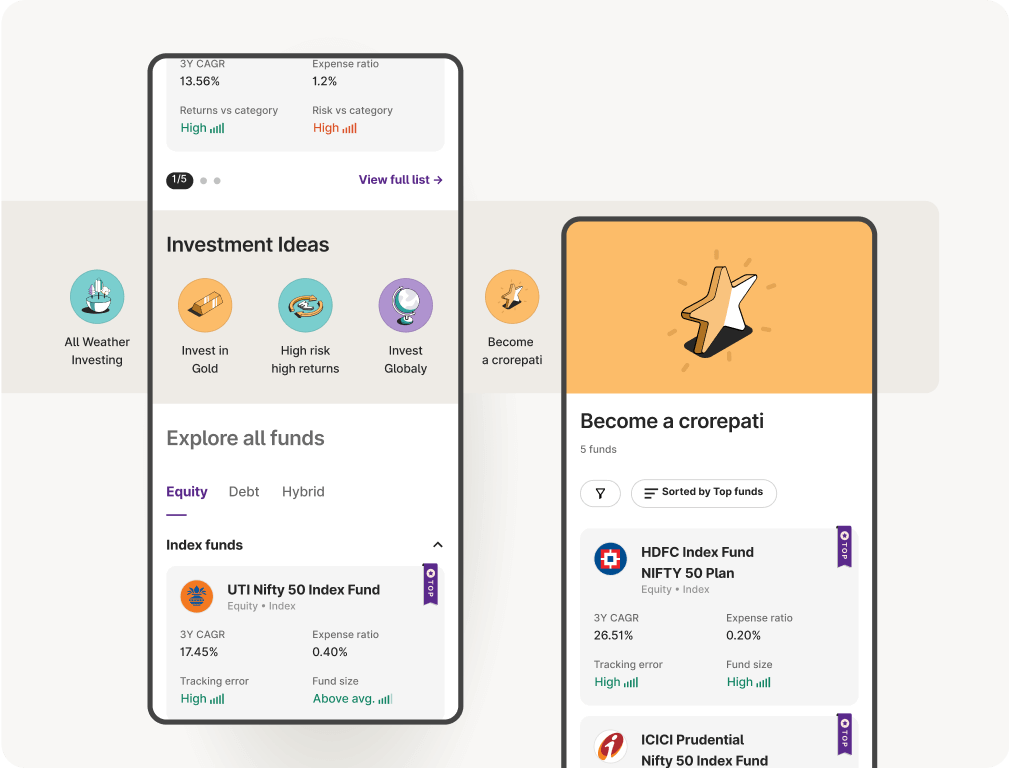 3Y CAGR
Expense ratio
13.56%
1.2%
Returns vs category
Risk vs category
High
High
1/5
View full list →
Investment Ideas
All Weather
Investing
Invest in
Gold
High risk
high returns
Invest
Globaly
Become
a crorepati
Explore all funds
Equity
Debt
Hybrid
Index funds
UTI Nifty 50 Index Fund
Equity • Index
TOP
3Y CAGR
Expense ratio
17.45%
0.40%
Tracking error
Fund size
High
Above avg.
Become a crorepati
5 funds
Sorted by Top funds
HDFC Index Fund
NIFTY 50 Plan
Equity • Index
TOP
3Y CAGR
Expense ratio
26.51%
0.20%
Tracking error
Fund size
High
High
ICICI Prudential
Nifty 50 Index Fund
TOP